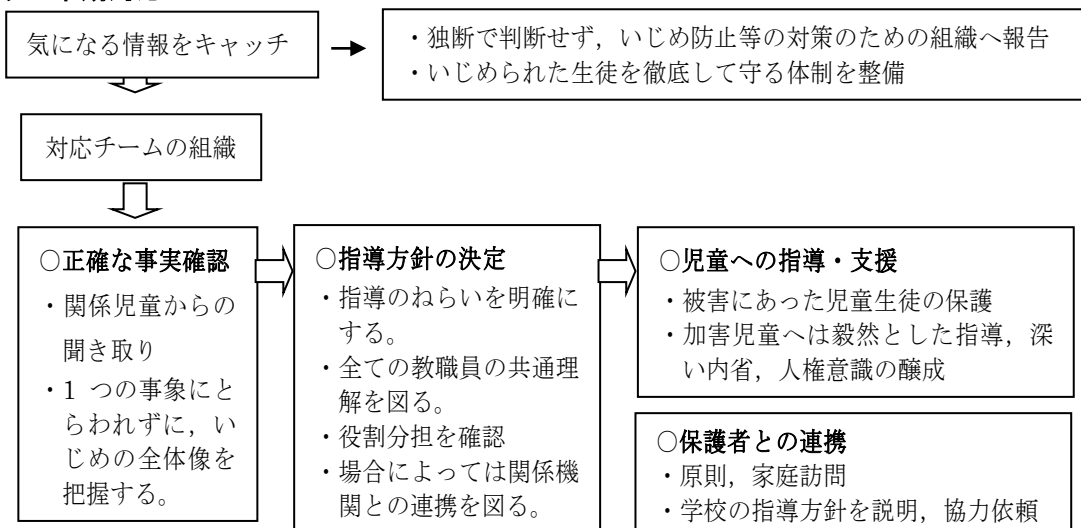 気になる情報をキャッチ
・独断で判断せず，いじめ防止等の対策のための組織へ報告
・いじめられた生徒を徹底して守る体制を整備
対応チームの組織
○正確な事実確認
・関係児童からの
聞き取り
・1 つの事象にと
らわれずに，い
じめの全体像を
把握する。
○指導方針の決定
・指導のねらいを明確に
する。
・全ての教職員の共通理
解を図る。
・役割分担を確認
・場合によっては関係機
関との連携を図る。
○児童への指導・支援
・被害にあった児童生徒の保護
・加害児童へは毅然とした指導，深
い内省，人権意識の醸成
○保護者との連携
・原則，家庭訪問
・学校の指導方針を説明，協力依頼